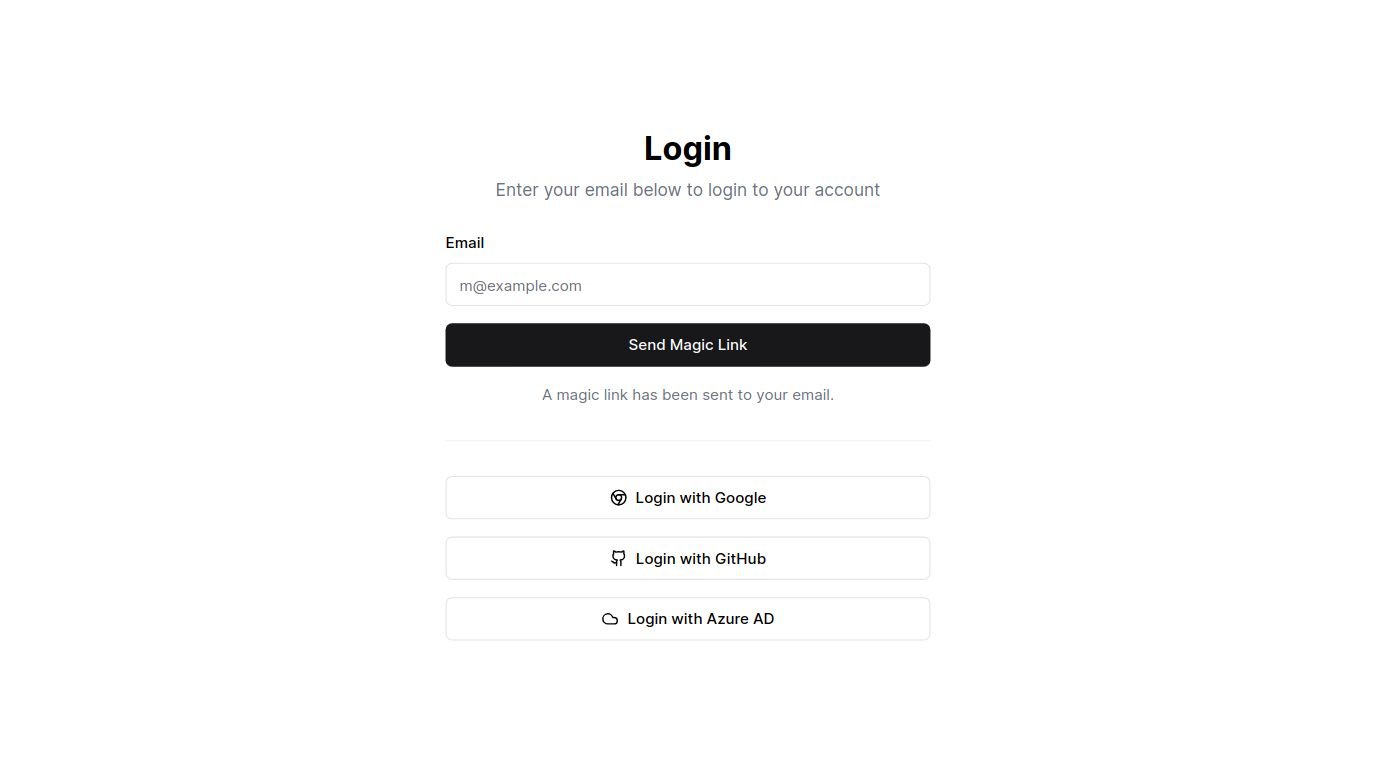 Login
Enter your email below to login to your account
Email
m@example.com
Send Magic Link
A magic link has been sent to your email.
Login with Google
Login with GitHub
Login with Azure AD